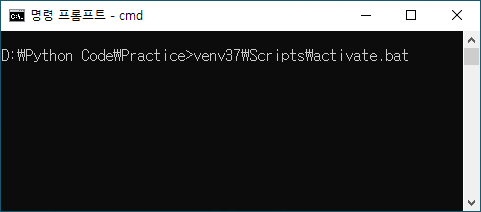 명령 프롬프트 - cmd
D:₩Python Code₩Practice>venv37₩Scripts₩activate.bat